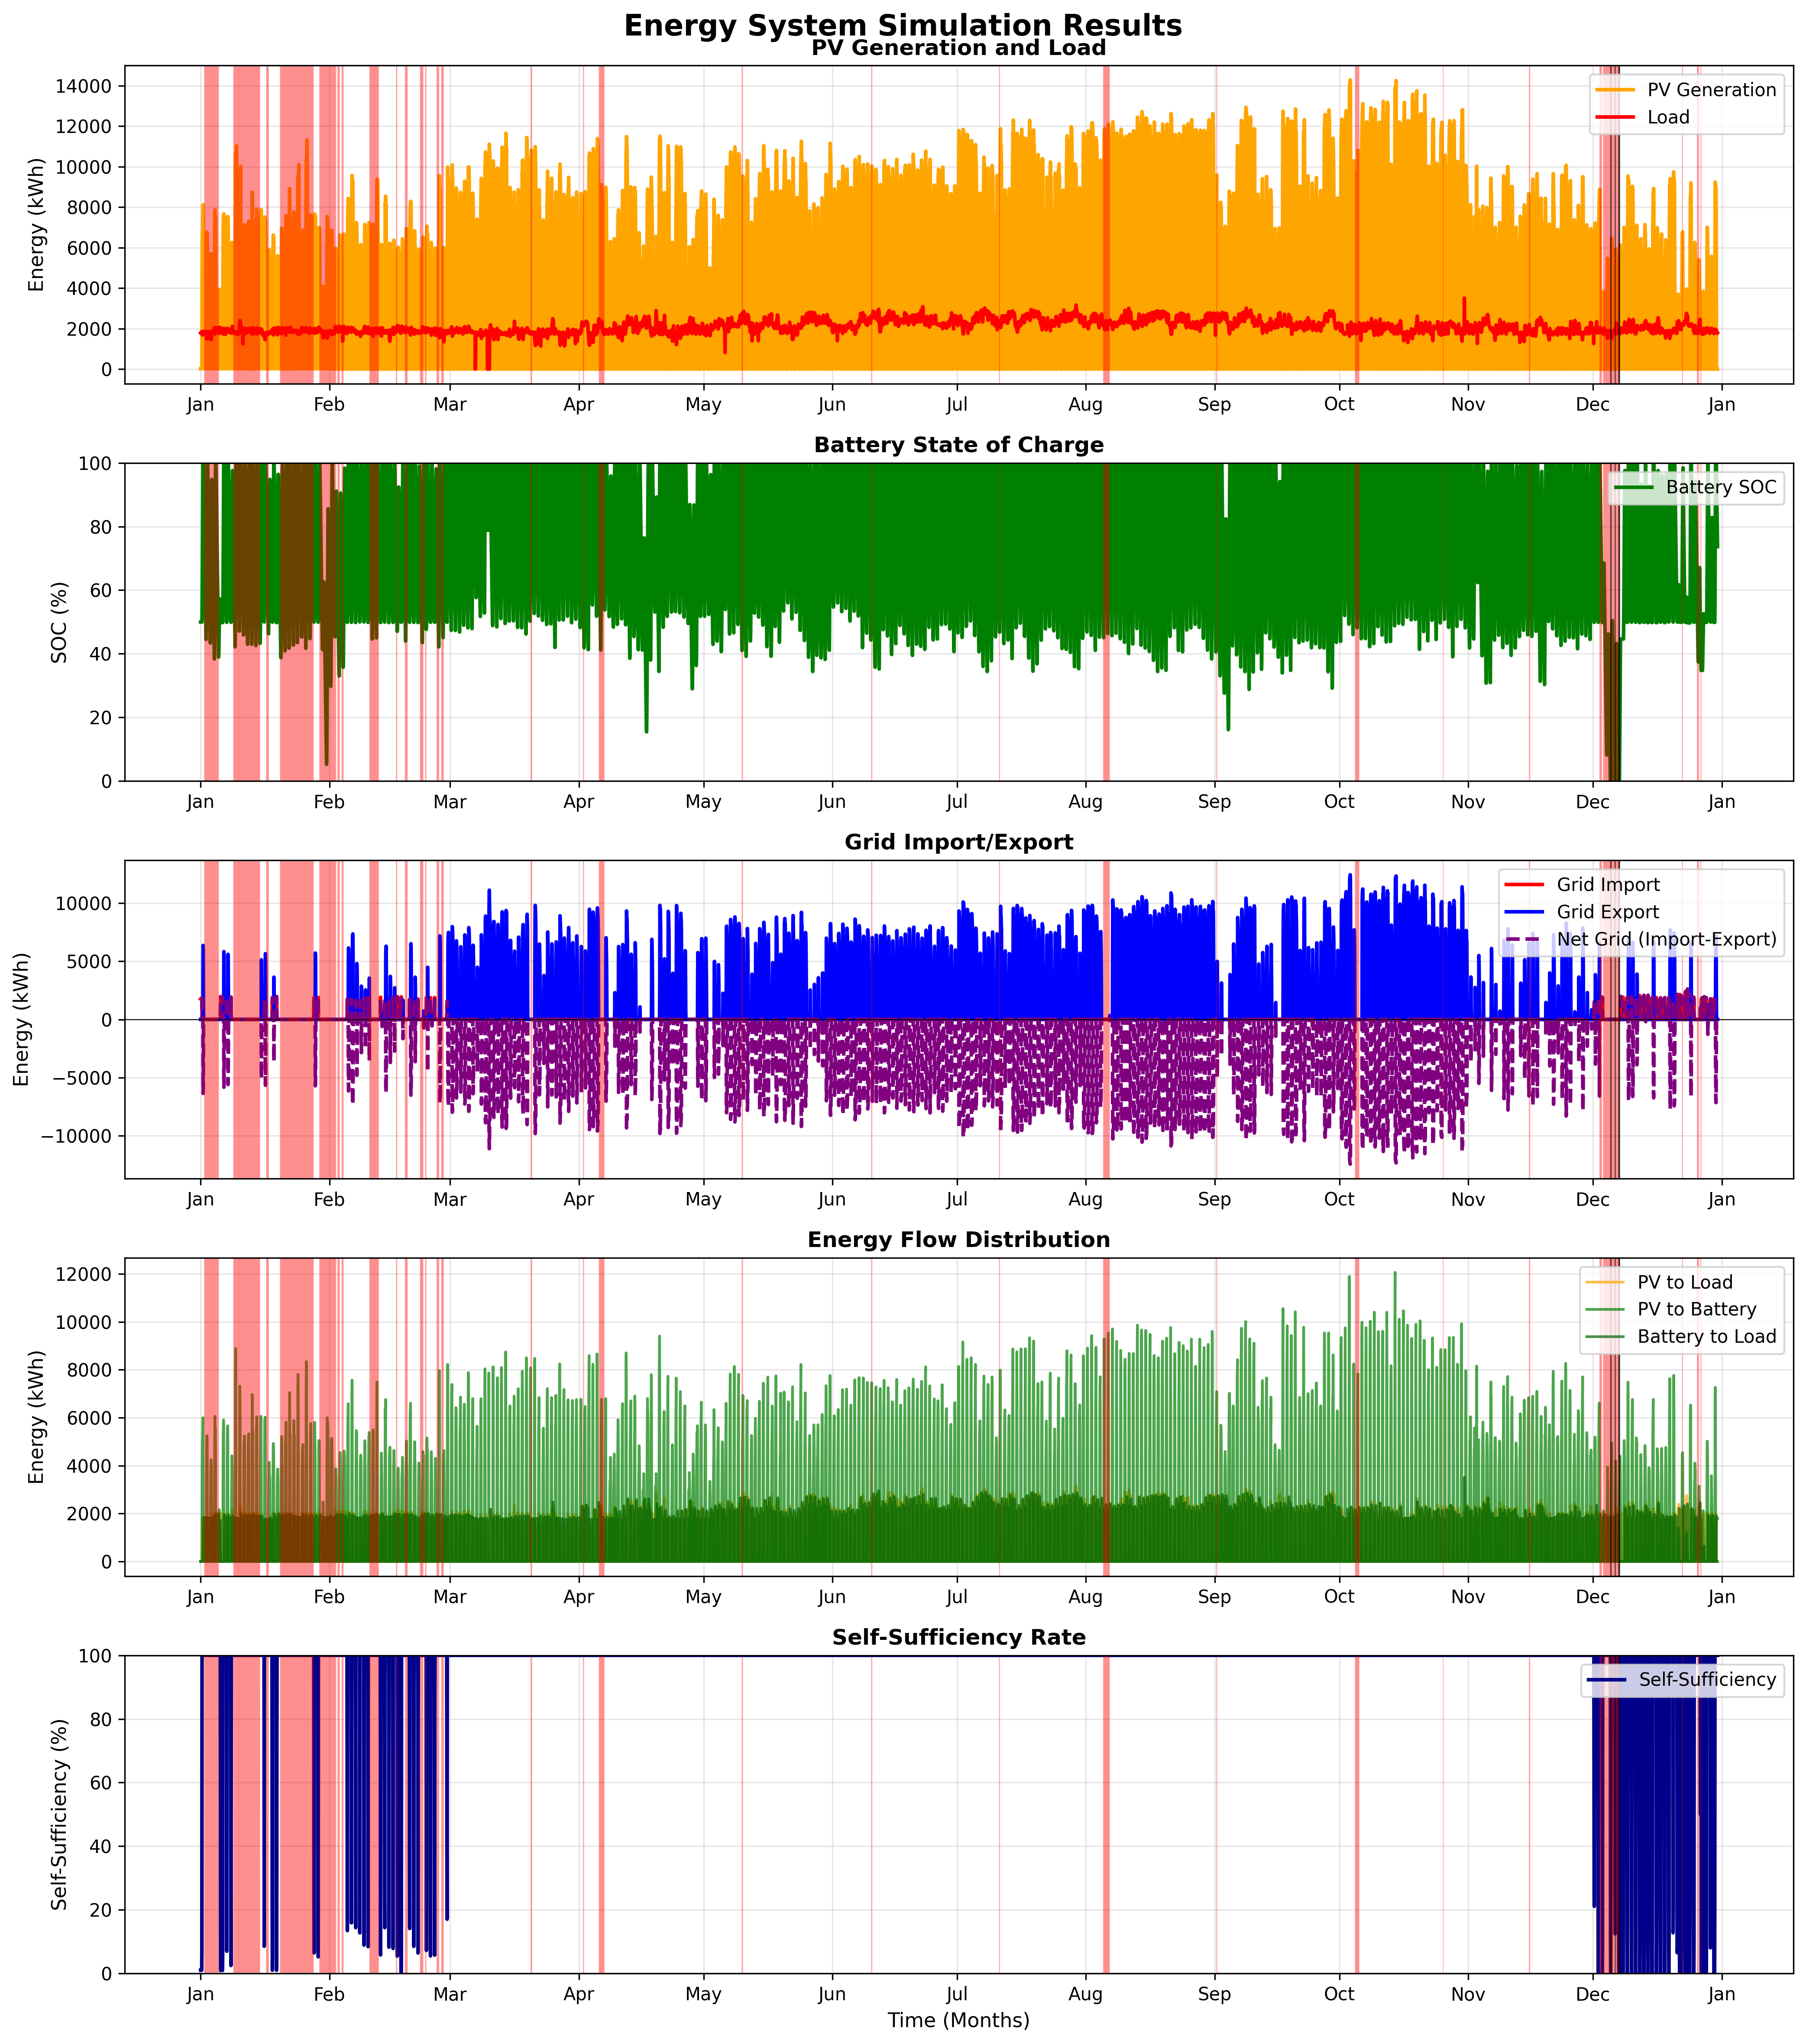 Energy System Simulation Results
PV Generation and Load
Energy (kWh)
14000
12000
10000
8000
6000
4000
2000
0
PV Generation
Load
Jan Feb Mar Apr May Jun Jul Aug Sep Oct Nov Dec Jan
Battery State of Charge
SOC (%)
100
80
60
40
20
0
Battery SOC
Jan Feb Mar Apr May Jun Jul Aug Sep Oct Nov Dec Jan
Grid Import/Export
Energy (kWh)
10000
5000
0
−5000
−10000
Grid Import
Grid Export
Net Grid (Import-Export)
Jan Feb Mar Apr May Jun Jul Aug Sep Oct Nov Dec Jan
Energy Flow Distribution
Energy (kWh)
12000
10000
8000
6000
4000
2000
0
PV to Load
PV to Battery
Battery to Load
Jan Feb Mar Apr May Jun Jul Aug Sep Oct Nov Dec Jan
Self-Sufficiency Rate
Self-Sufficiency (%)
100
80
60
40
20
0
Self-Sufficiency
Jan Feb Mar Apr May Jun Jul Aug Sep Oct Nov Dec Jan
Time (Months)